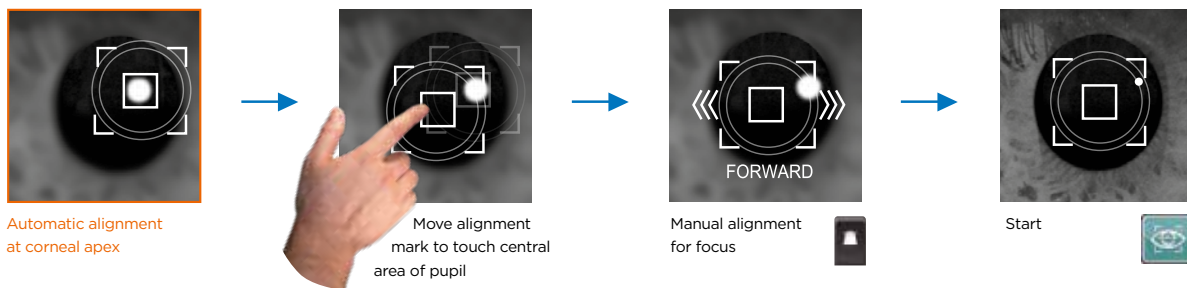 FORWARD
Automatic alignment
at corneal apex
Move alignment
mark to touch central
area of pupil
Manual alignment
for focus
Start